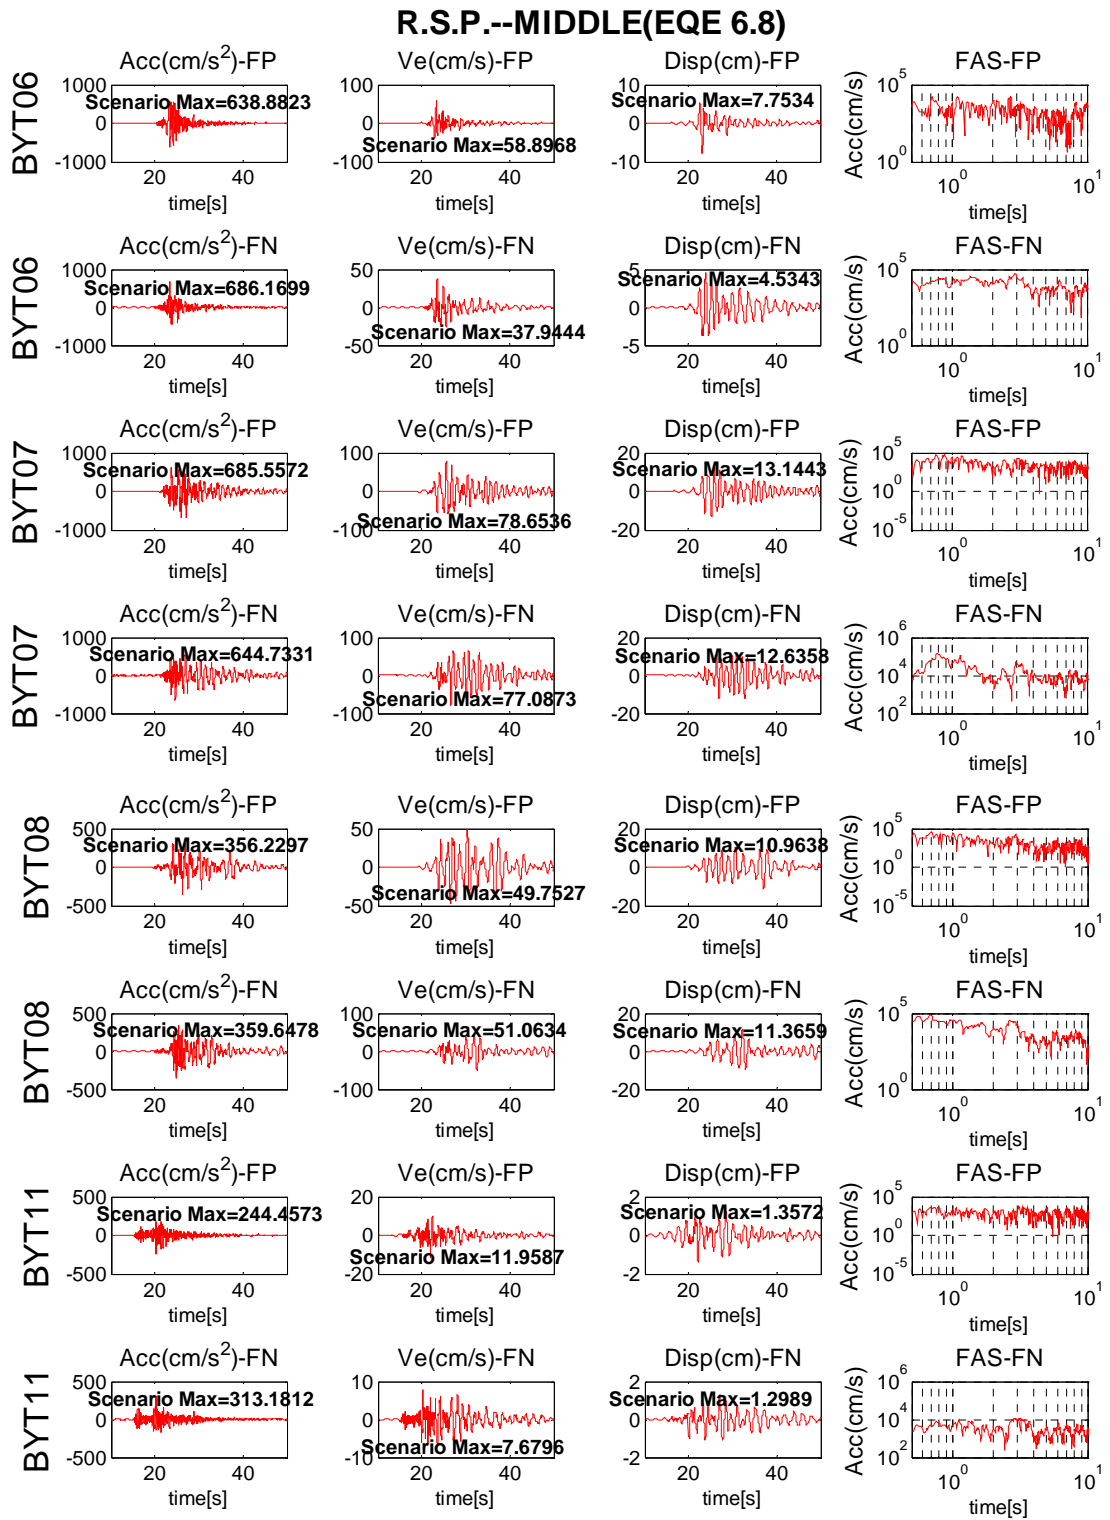 R.S.P.--MIDDLE(EQE 6.8)
BYT06
Acc(cm/s²)-FP
1000
0
-1000
Scenario Max=638.8823
20 40
time[s]
Ve(cm/s)-FP
100
0
-100
Scenario Max=58.8968
20 40
time[s]
Disp(cm)-FP
10
0
-10
Scenario Max=7.7534
20 40
time[s]
FAS-FP
Acc(cm/s)
10^5
10^0
10^0 10^1
time[s]
BYT06
Acc(cm/s²)-FN
1000
0
-1000
Scenario Max=686.1699
20 40
time[s]
Ve(cm/s)-FN
50
0
-50
Scenario Max=37.9444
20 40
time[s]
Disp(cm)-FN
5
0
-5
Scenario Max=4.5343
20 40
time[s]
FAS-FN
Acc(cm/s)
10^5
10^0
10^0 10^1
time[s]
BYT07
Acc(cm/s²)-FP
1000
0
-1000
Scenario Max=685.5572
20 40
time[s]
Ve(cm/s)-FP
100
0
-100
Scenario Max=78.6536
20 40
time[s]
Disp(cm)-FP
20
0
-20
Scenario Max=13.1443
20 40
time[s]
FAS-FP
Acc(cm/s)
10^5
10^0
10^-5
10^0 10^1
time[s]
BYT07
Acc(cm/s²)-FN
1000
0
-1000
Scenario Max=644.7331
20 40
time[s]
Ve(cm/s)-FN
100
0
-100
Scenario Max=77.0873
20 40
time[s]
Disp(cm)-FN
20
0
-20
Scenario Max=12.6358
20 40
time[s]
FAS-FN
Acc(cm/s)
10^6
10^4
10^2
10^0 10^1
time[s]
BYT08
Acc(cm/s²)-FP
500
0
-500
Scenario Max=356.2297
20 40
time[s]
Ve(cm/s)-FP
50
0
-50
Scenario Max=49.7527
20 40
time[s]
Disp(cm)-FP
20
0
-20
Scenario Max=10.9638
20 40
time[s]
FAS-FP
Acc(cm/s)
10^5
10^0
10^-5
10^0 10^1
time[s]
BYT08
Acc(cm/s²)-FN
500
0
-500
Scenario Max=359.6478
20 40
time[s]
Ve(cm/s)-FN
100
0
-100
Scenario Max=51.0634
20 40
time[s]
Disp(cm)-FN
20
0
-20
Scenario Max=11.3659
20 40
time[s]
FAS-FN
Acc(cm/s)
10^5
10^0
10^0 10^1
time[s]
BYT11
Acc(cm/s²)-FP
500
0
-500
Scenario Max=244.4573
20 40
time[s]
Ve(cm/s)-FP
20
0
-20
Scenario Max=11.9587
20 40
time[s]
Disp(cm)-FP
2
0
-2
Scenario Max=1.3572
20 40
time[s]
FAS-FP
Acc(cm/s)
10^5
10^0
10^-5
10^0 10^1
time[s]
BYT11
Acc(cm/s²)-FN
500
0
-500
Scenario Max=313.1812
20 40
time[s]
Ve(cm/s)-FN
10
0
-10
Scenario Max=7.6796
20 40
time[s]
Disp(cm)-FN
2
0
-2
Scenario Max=1.2989
20 40
time[s]
FAS-FN
Acc(cm/s)
10^6
10^4
10^2
10^0 10^1
time[s]